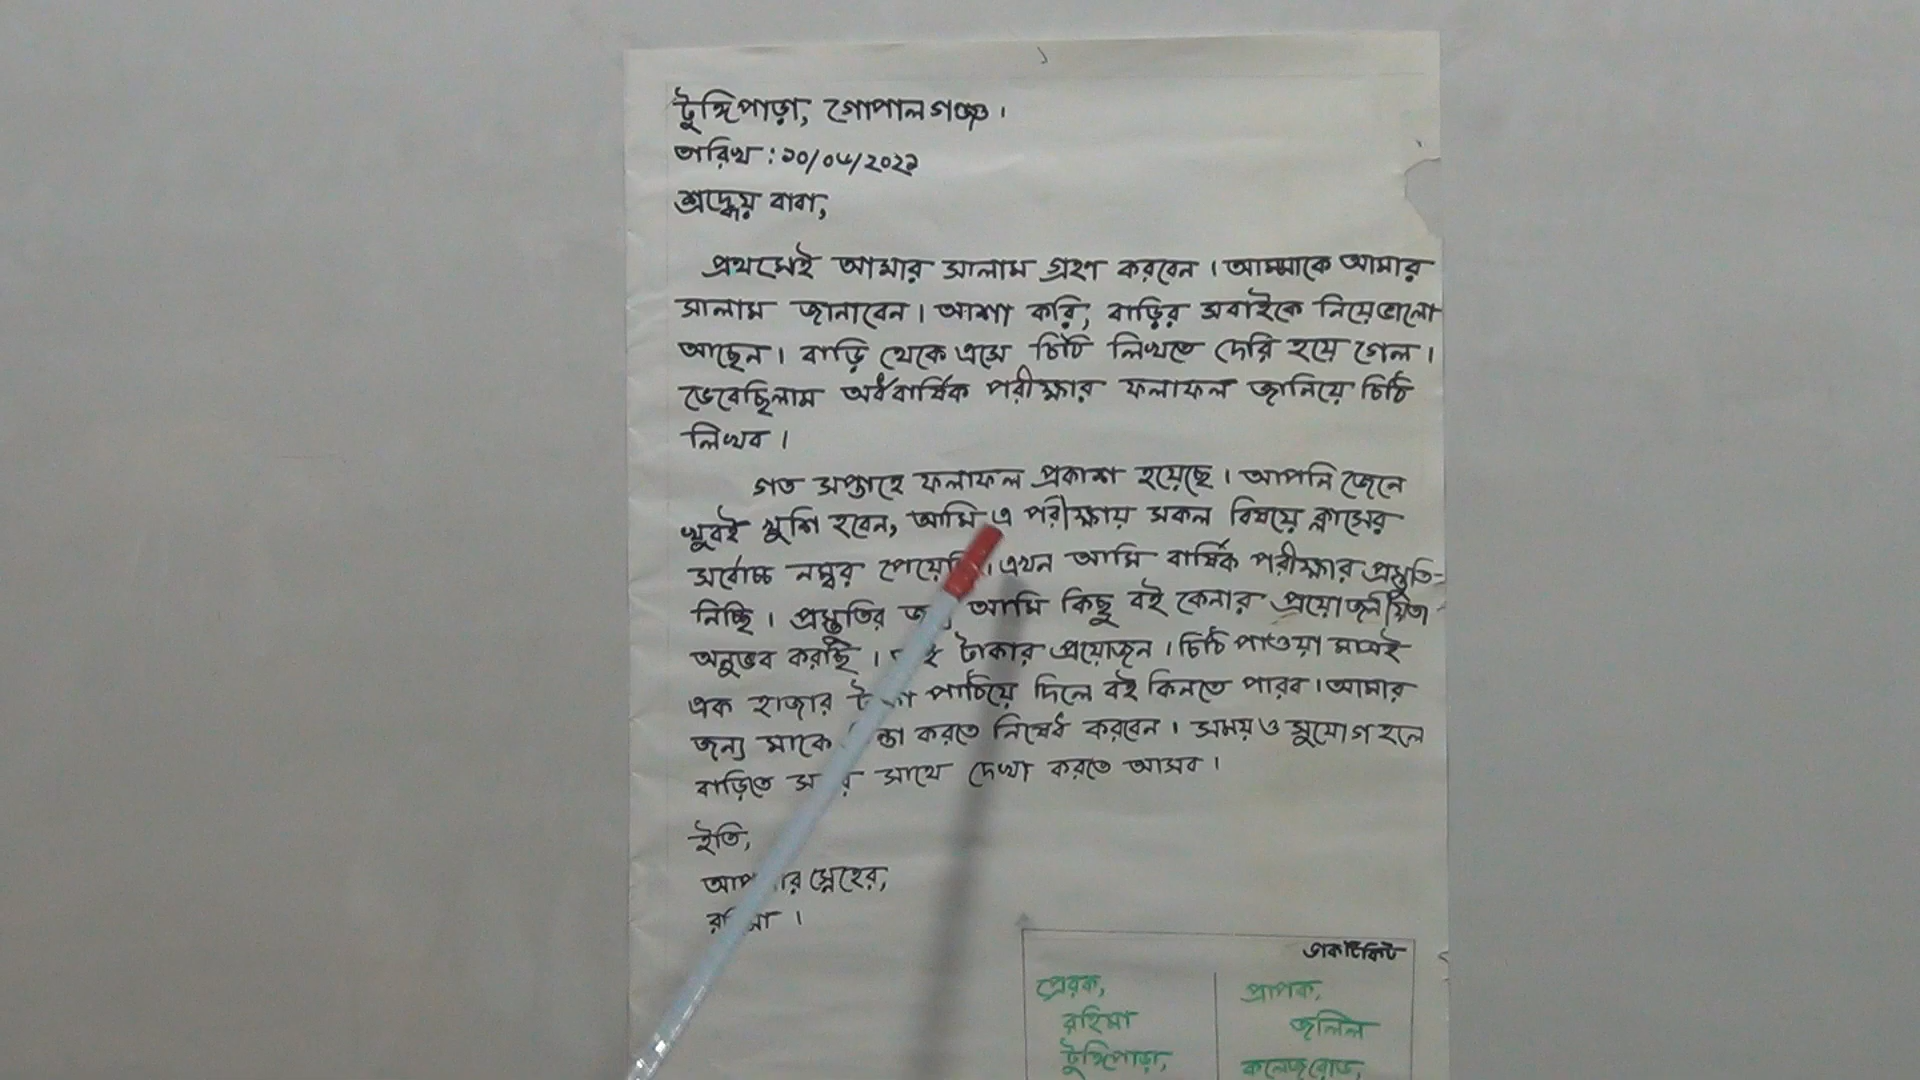 টুঙ্গিপাড়া, গোপালগঞ্জ।
তারিখ : ১০/০৮/২০২১
শ্রদ্ধেয় বাবা,
প্রথমেই আমার সালাম গ্রহণ করবেন। আম্মাকে আমার
সালাম জানাবেন। আশা করি, বাড়ির সবাইকে নিয়ে ভালো
আছেন। বাড়ি থেকে এসে চিঠি লিখতে দেরি হয়ে গেল।
ভেবেছিলাম অর্ধবার্ষিক পরীক্ষার ফলাফল জানিয়ে চিঠি
লিখব।
গত সপ্তাহে ফলাফল প্রকাশ হয়েছে। আপনি জেনে
খুবই খুশি হবেন, আমি এ পরীক্ষায় সকল বিষয়ে ক্লাসের
সর্বোচ্চ নম্বর । এখন আমি বার্ষিক পরীক্ষার প্রস্তুতি
নিচ্ছি। প্রস্তুতির আমি কিছু বই কেনার প্রয়োজনীয়তা
অনুভব করছি। টাকার প্রয়োজন। চিঠি পাওয়া মাত্রই
এক হাজার পাঠিয়ে দিলে বই কিনতে পারব। আমার
জন্য মাকে করতে নিষেধ করবেন। সময় ও সুযোগ হলে
বাড়িতে সাথে দেখা করতে আসব।
ইতি,
স্নেহের,
ডাকটিকিট
প্রেরক,
রহিমা
টুঙ্গিপাড়া,
প্রাপক,
জলিল
কলেজরোড,